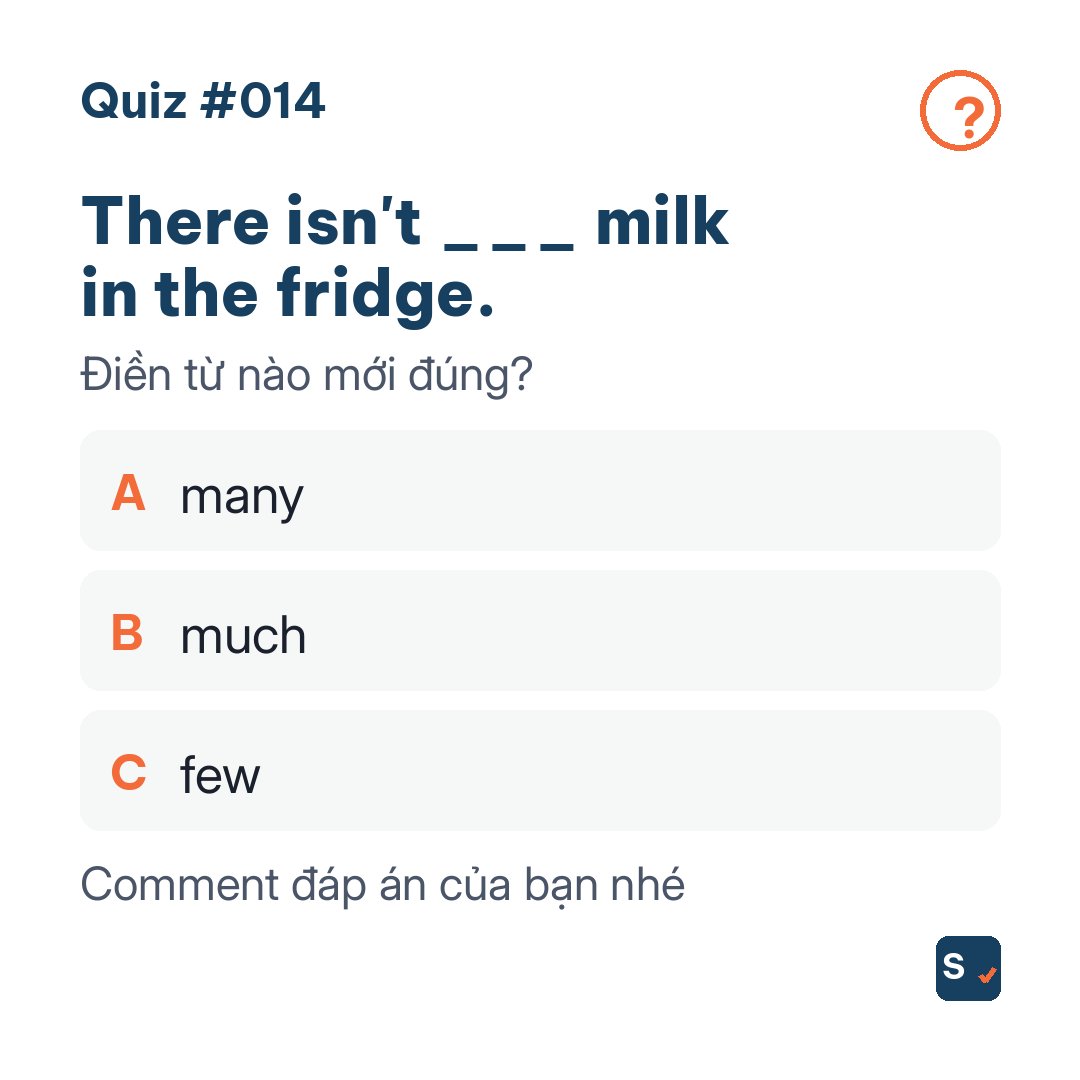 Quiz #014
?
There isn't _ _ _ milk
in the fridge.
Điền từ nào mới đúng?
A many
B much
C few
Comment đáp án của bạn nhé
S